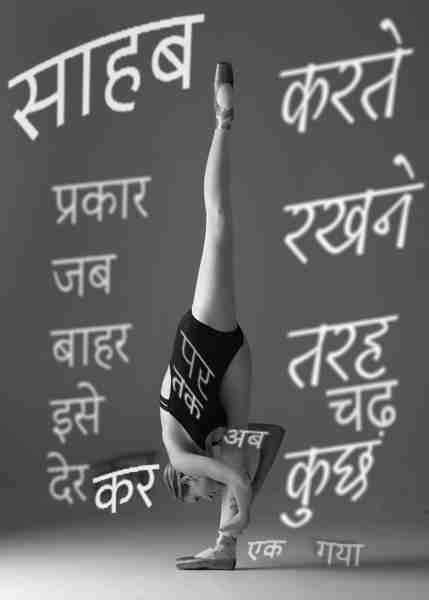 साहब
करते
प्रकार
रखने
जब
बाहर
तरह
पर
तक
चढ़
इसे
अब
कुछ
देर
कर
एक गया